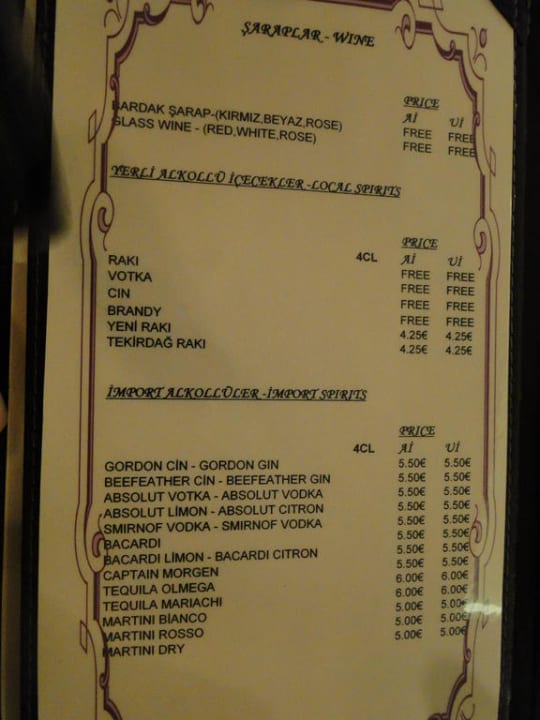 ŞARAPLAR - WINE
PRICE
Aİ Uİ
BARDAK ŞARAP-(KIRMIZ,BEYAZ,ROSE) FREE FREE
GLASS WINE - (RED,WHITE,ROSE) FREE FREE
YERLİ ALKOLLÜ İÇECEKLER -LOCAL SPIRITS
PRICE
4CL Aİ Uİ
RAKI FREE FREE
VOTKA FREE FREE
CIN FREE FREE
BRANDY FREE FREE
YENİ RAKI 4.25€ 4.25€
TEKİRDAĞ RAKI 4.25€ 4.25€
İMPORT ALKOLLÜLER -İMPORT SPIRITS
PRICE
4CL Aİ Uİ
GORDON CİN - GORDON GIN 5.50€ 5.50€
BEEFEATHER CİN - BEEFEATHER GIN 5.50€ 5.50€
ABSOLUT VOTKA - ABSOLUT VODKA 5.50€ 5.50€
ABSOLUT LİMON - ABSOLUT CITRON 5.50€ 5.50€
SMIRNOF VODKA - SMIRNOF VODKA 5.50€ 5.50€
BACARDI 5.50€ 5.50€
BACARDI LİMON - BACARDI CITRON 5.50€ 5.50€
CAPTAIN MORGEN 5.50€ 5.50€
TEQUILA OLMEGA 6.00€ 6.00€
TEQUILA MARIACHI 6.00€ 6.00€
MARTINI BİANCO 5.00€ 5.00€
MARTINI ROSSO 5.00€ 5.00€
MARTINI DRY 5.00€ 5.00€